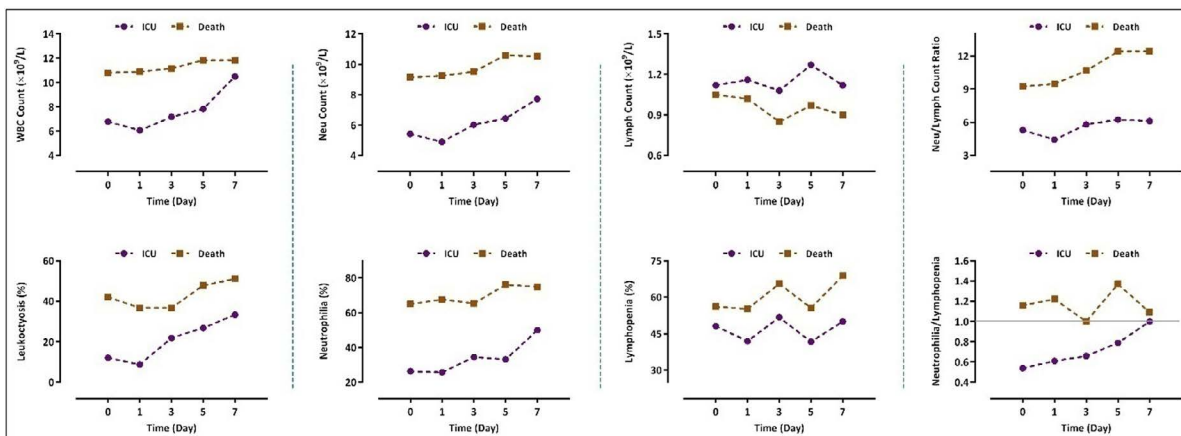 ICU Death
WBC Count (×10⁹/L)
14
12
10
8
6
4
0 1 3 5 7
Time (Day)
ICU Death
Neu Count (×10⁹/L)
12
10
8
6
4
0 1 3 5 7
Time (Day)
ICU Death
Lymph Count (×10⁹/L)
1.5
1.2
0.9
0.6
0 1 3 5 7
Time (Day)
ICU Death
Neu/Lymph Count Ratio
12
9
6
3
0 1 3 5 7
Time (Day)
ICU Death
Leukoctyosis (%)
60
40
20
0
0 1 3 5 7
Time (Day)
ICU Death
Neutrophilia (%)
80
60
40
20
0 1 3 5 7
Time (Day)
ICU Death
Lymphopenia (%)
75
60
45
30
0 1 3 5 7
Time (Day)
ICU Death
Neutrophilia/Lymphopenia
1.6
1.4
1.2
1.0
0.8
0.6
0.4
0 1 3 5 7
Time (Day)